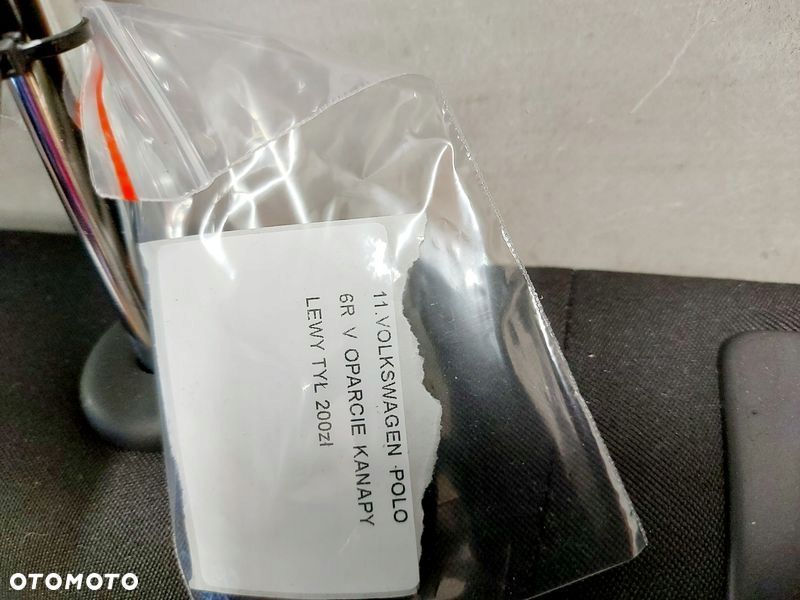 11.VOLKSWAGEN POLO
6R V OPARCIE KANAPY
LEWY TYŁ 200zł
OTOMOTO